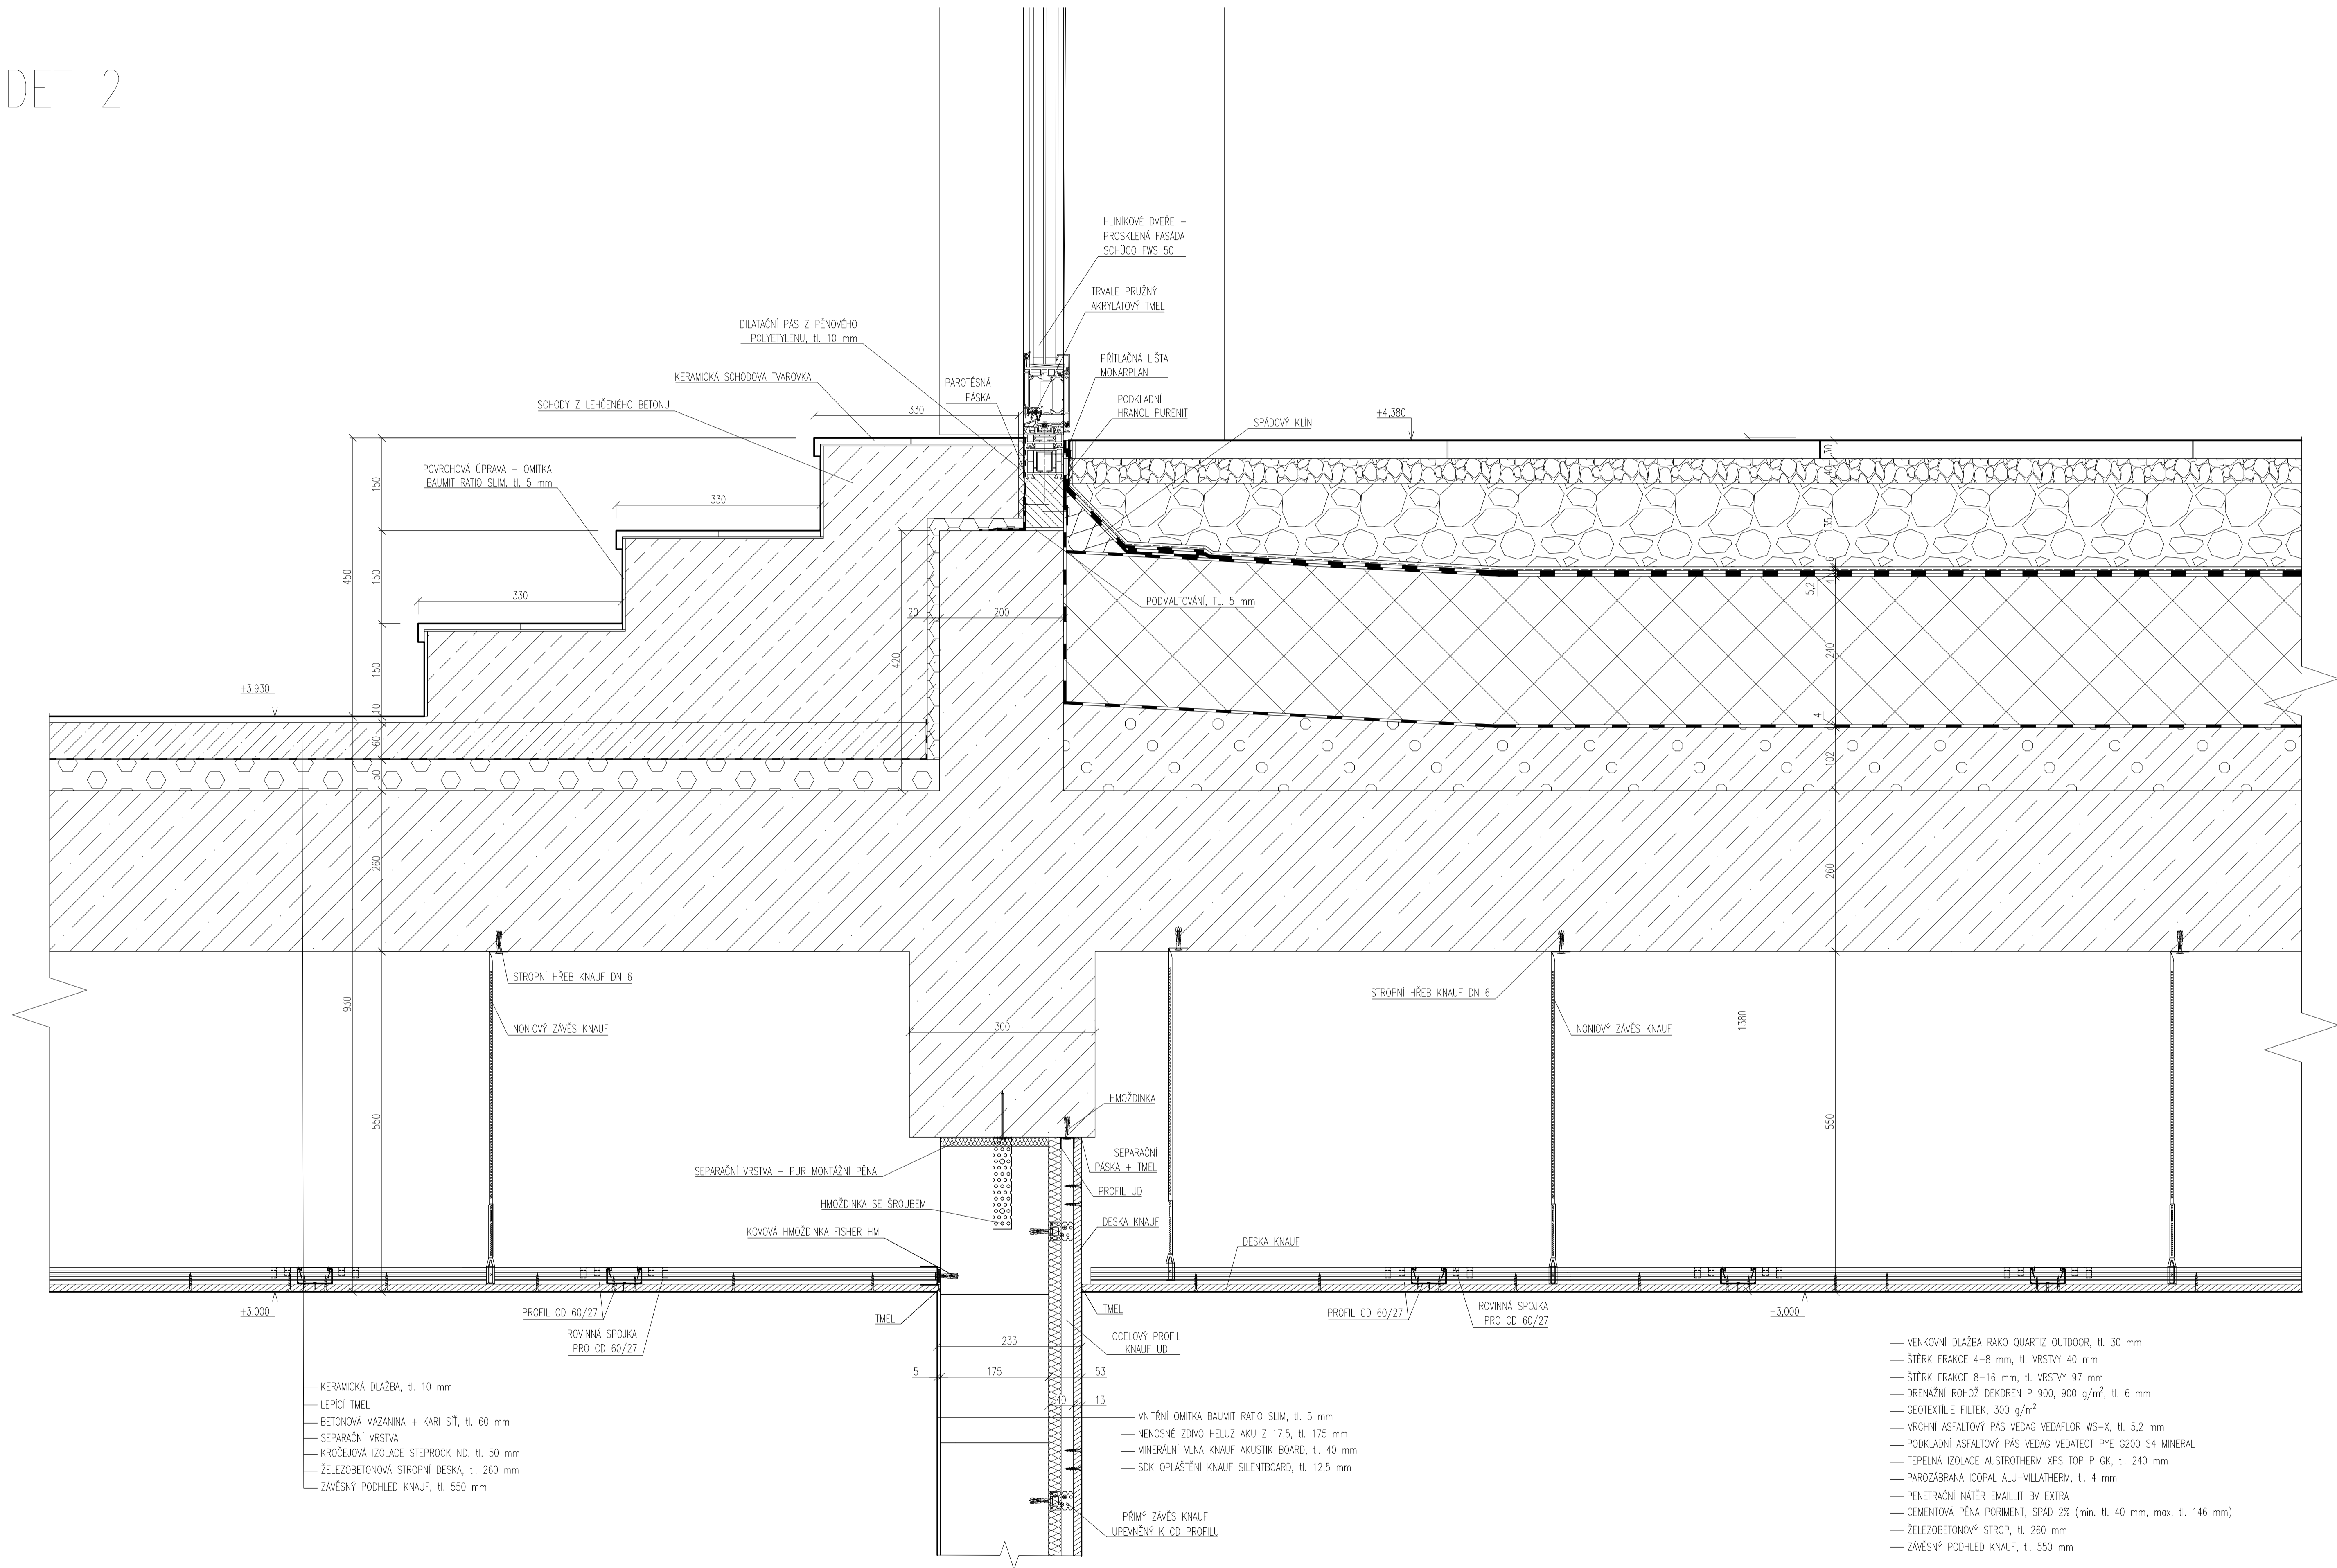 DET 2
HLINÍKOVÉ DVEŘE –
PROSKLENÁ FASÁDA
SCHÜCO FWS 50
TRVALE PRUŽNÝ
AKRYLÁTOVÝ TMEL
DILATAČNÍ PÁS Z PĚNOVÉHO
POLYETYLENU, tl. 10 mm
PŘÍTLAČNÁ LIŠTA
MONARPLAN
KERAMICKÁ SCHODOVÁ TVAROVKA
PAROTĚSNÁ
PÁSKA
PODKLADNÍ
HRANOL PURENIT
SCHODY Z LEHČENÉHO BETONU
330
SPÁDOVÝ KLÍN
+4,380
POVRCHOVÁ ÚPRAVA – OMÍTKA
BAUMIT RATIO SLIM. tl. 5 mm
330
330
PODMALTOVÁNÍ, TL. 5 mm
20
200
420
450
150
150
150
10
60
50
260
550
930
30
40
135
6
4
5,2
240
4
102
260
550
1380
+3,930
STROPNÍ HŘEB KNAUF DN 6
NONIOVÝ ZÁVĚS KNAUF
300
STROPNÍ HŘEB KNAUF DN 6
NONIOVÝ ZÁVĚS KNAUF
HMOŽDINKA
SEPARAČNÍ
PÁSKA + TMEL
SEPARAČNÍ VRSTVA – PUR MONTÁŽNÍ PĚNA
PROFIL UD
HMOŽDINKA SE ŠROUBEM
DESKA KNAUF
KOVOVÁ HMOŽDINKA FISHER HM
DESKA KNAUF
+3,000
PROFIL CD 60/27
ROVINNÁ SPOJKA
PRO CD 60/27
TMEL
TMEL
PROFIL CD 60/27
ROVINNÁ SPOJKA
PRO CD 60/27
+3,000
OCELOVÝ PROFIL
KNAUF UD
233
5
175
53
40
13
KERAMICKÁ DLAŽBA, tl. 10 mm
LEPÍCÍ TMEL
BETONOVÁ MAZANINA + KARI SÍŤ, tl. 60 mm
SEPARAČNÍ VRSTVA
KROČEJOVÁ IZOLACE STEPROCK ND, tl. 50 mm
ŽELEZOBETONOVÁ STROPNÍ DESKA, tl. 260 mm
ZÁVĚSNÝ PODHLED KNAUF, tl. 550 mm
VNITŘNÍ OMÍTKA BAUMIT RATIO SLIM, tl. 5 mm
NENOSNÉ ZDIVO HELUZ AKU Z 17,5, tl. 175 mm
MINERÁLNÍ VLNA KNAUF AKUSTIK BOARD, tl. 40 mm
SDK OPLÁŠTĚNÍ KNAUF SILENTBOARD, tl. 12,5 mm
PŘÍMÝ ZÁVĚS KNAUF
UPEVNĚNÝ K CD PROFILU
VENKOVNÍ DLAŽBA RAKO QUARTIZ OUTDOOR, tl. 30 mm
ŠTĚRK FRAKCE 4–8 mm, tl. VRSTVY 40 mm
ŠTĚRK FRAKCE 8–16 mm, tl. VRSTVY 97 mm
DRENÁŽNÍ ROHOŽ DEKDREN P 900, 900 g/m², tl. 6 mm
GEOTEXTÍLIE FILTEK, 300 g/m²
VRCHNÍ ASFALTOVÝ PÁS VEDAG VEDAFLOR WS–X, tl. 5,2 mm
PODKLADNÍ ASFALTOVÝ PÁS VEDAG VEDATECT PYE G200 S4 MINERAL
TEPELNÁ IZOLACE AUSTROTHERM XPS TOP P GK, tl. 240 mm
PAROZÁBRANA ICOPAL ALU–VILLATHERM, tl. 4 mm
PENETRAČNÍ NÁTĚR EMAILLIT BV EXTRA
CEMENTOVÁ PĚNA PORIMENT, SPÁD 2% (min. tl. 40 mm, max. tl. 146 mm)
ŽELEZOBETONOVÝ STROP, tl. 260 mm
ZÁVĚSNÝ PODHLED KNAUF, tl. 550 mm